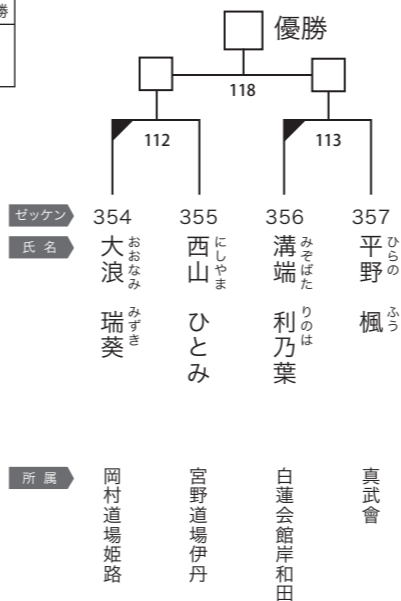 勝
優勝
118
112
113
ゼッケン
354
355
356
357
氏名
大浪 瑞葵
おおなみ みずき
西山 ひとみ
にしやま
溝端 利乃葉
みぞばた りのは
平野 楓
ひらの ふう
所属
岡村道場姫路
宮野道場伊丹
白蓮会館岸和田
真武會